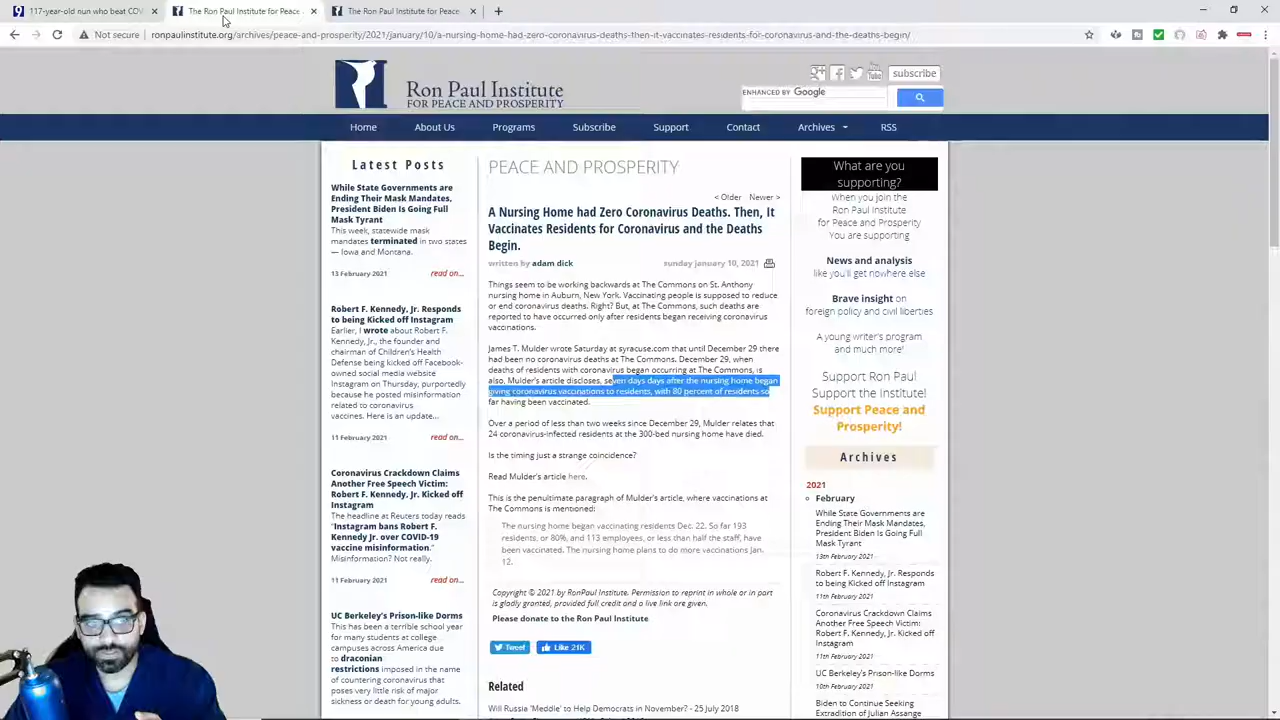 117-year-old nun who beat COV
The Ron Paul Institute for Peace
The Ron Paul Institute for Peace
Not secure
ronpaulinstitute.org/archives/peace-and-prosperity/2021/january/10/a-nursing-home-had-zero-coronavirus-deaths-then-it-vaccinates-residents-for-coronavirus-and-the-deaths-begin/
Ron Paul Institute
FOR PEACE AND PROSPERITY
subscribe
ENHANCED BY Google
Home
About Us
Programs
Subscribe
Support
Contact
Archives
RSS
Latest Posts
While State Governments are
Ending Their Mask Mandates,
President Biden Is Going Full
Mask Tyrant
This week, statewide mask
mandates terminated in two states
— Iowa and Montana.
13 February 2021
read on...
Robert F. Kennedy, Jr. Responds
to being Kicked off Instagram
Earlier, I wrote about Robert F.
Kennedy, Jr., the founder and
chairman of Children's Health
Defense being kicked off Facebook-
owned social media website
Instagram on Thursday, purportedly
because he posted misinformation
related to coronavirus
vaccines. Here is an update...
11 February 2021
read on...
Coronavirus Crackdown Claims
Another Free Speech Victim:
Robert F. Kennedy, Jr. Kicked off
Instagram
The headline at Reuters today reads
"Instagram bans Robert F.
Kennedy Jr. over COVID-19
vaccine misinformation."
Misinformation? Not really.
11 February 2021
read on...
UC Berkeley's Prison-like Dorms
This has been a terrible school year
for many students at college
campuses across America due
to draconian
restrictions imposed in the name
of countering coronavirus that
poses very little risk of major
sickness or death for young adults.
PEACE AND PROSPERITY
< Older
Newer >
A Nursing Home had Zero Coronavirus Deaths. Then, It
Vaccinates Residents for Coronavirus and the Deaths
Begin.
written by adam dick
sunday january 10, 2021
Things seem to be working backwards at The Commons on St. Anthony
nursing home in Auburn, New York. Vaccinating people is supposed to reduce
or end coronavirus deaths. Right? But, at The Commons, such deaths are
reported to have occurred only after residents began receiving coronavirus
vaccinations.
James T. Mulder wrote Saturday at syracuse.com that until December 29 there
had been no coronavirus deaths at The Commons. December 29, when
deaths of residents with coronavirus began occurring at The Commons, is
also, Mulder's article discloses, seven days days after the nursing home began
giving coronavirus vaccinations to residents, with 80 percent of residents so
far having been vaccinated.
Over a period of less than two weeks since December 29, Mulder relates that
24 coronavirus-infected residents at the 300-bed nursing home have died.
Is the timing just a strange coincidence?
Read Mulder's article here.
This is the penultimate paragraph of Mulder's article, where vaccinations at
The Commons is mentioned:
The nursing home began vaccinating residents Dec. 22. So far 193
residents, or 80%, and 113 employees, or less than half the staff, have
been vaccinated. The nursing home plans to do more vaccinations Jan.
12.
Copyright © 2021 by RonPaul Institute. Permission to reprint in whole or in part
is gladly granted, provided full credit and a live link are given.
Please donate to the Ron Paul Institute
Tweet
Like 21K
Related
Will Russia 'Meddle' to Help Democrats in November? - 25 July 2018
What are you
supporting?
When you join the
Ron Paul Institute
for Peace and Prosperity
You are supporting
News and analysis
like you'll get nowhere else
Brave insight on
foreign policy and civil liberties
A young writer's program
and much more!
Support Ron Paul
Support the Institute!
Support Peace and
Prosperity!
Archives
2021
February
While State Governments are
Ending Their Mask Mandates,
President Biden Is Going Full
Mask Tyrant
13th February 2021
Robert F. Kennedy, Jr. Responds
to being Kicked off Instagram
11th February 2021
Coronavirus Crackdown Claims
Another Free Speech Victim:
Robert F. Kennedy, Jr. Kicked off
Instagram
11th February 2021
UC Berkeley's Prison-like Dorms
10th February 2021
Biden to Continue Seeking
Extradition of Julian Assange